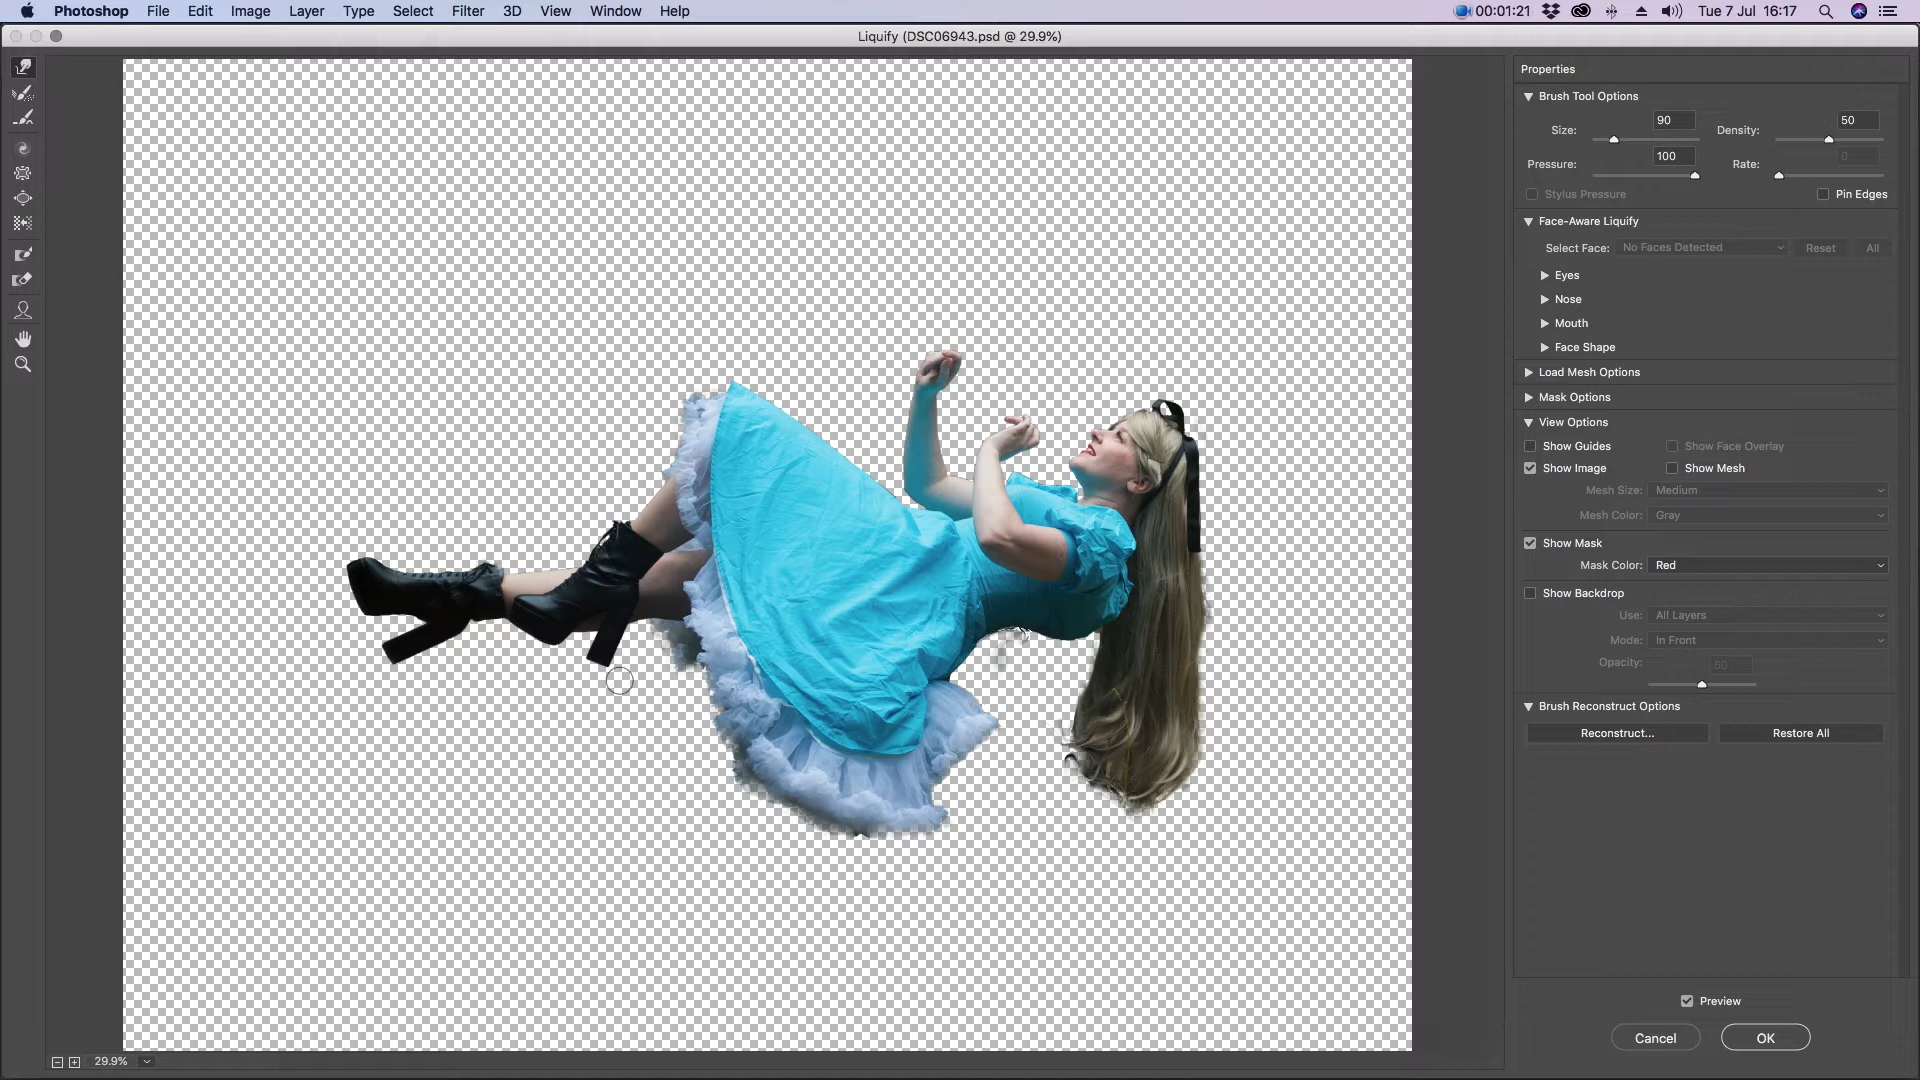 Photoshop File Edit Image Layer Type Select Filter 3D View Window Help 00:01:21 Tue 7 Jul 16:17
Liquify (DSC06943.psd @ 29.9%)
Properties
Brush Tool Options
Size: 90 Density: 50
Pressure: 100 Rate: 0
Stylus Pressure Pin Edges
Face-Aware Liquify
Select Face: No Faces Detected Reset All
Eyes
Nose
Mouth
Face Shape
Load Mesh Options
Mask Options
View Options
Show Guides Show Face Overlay
Show Image Show Mesh
Mesh Size: Medium
Mesh Color: Gray
Show Mask
Mask Color: Red
Show Backdrop
Use: All Layers
Mode: In Front
Opacity: 50
Brush Reconstruct Options
Reconstruct... Restore All
Preview
Cancel OK
29.9%